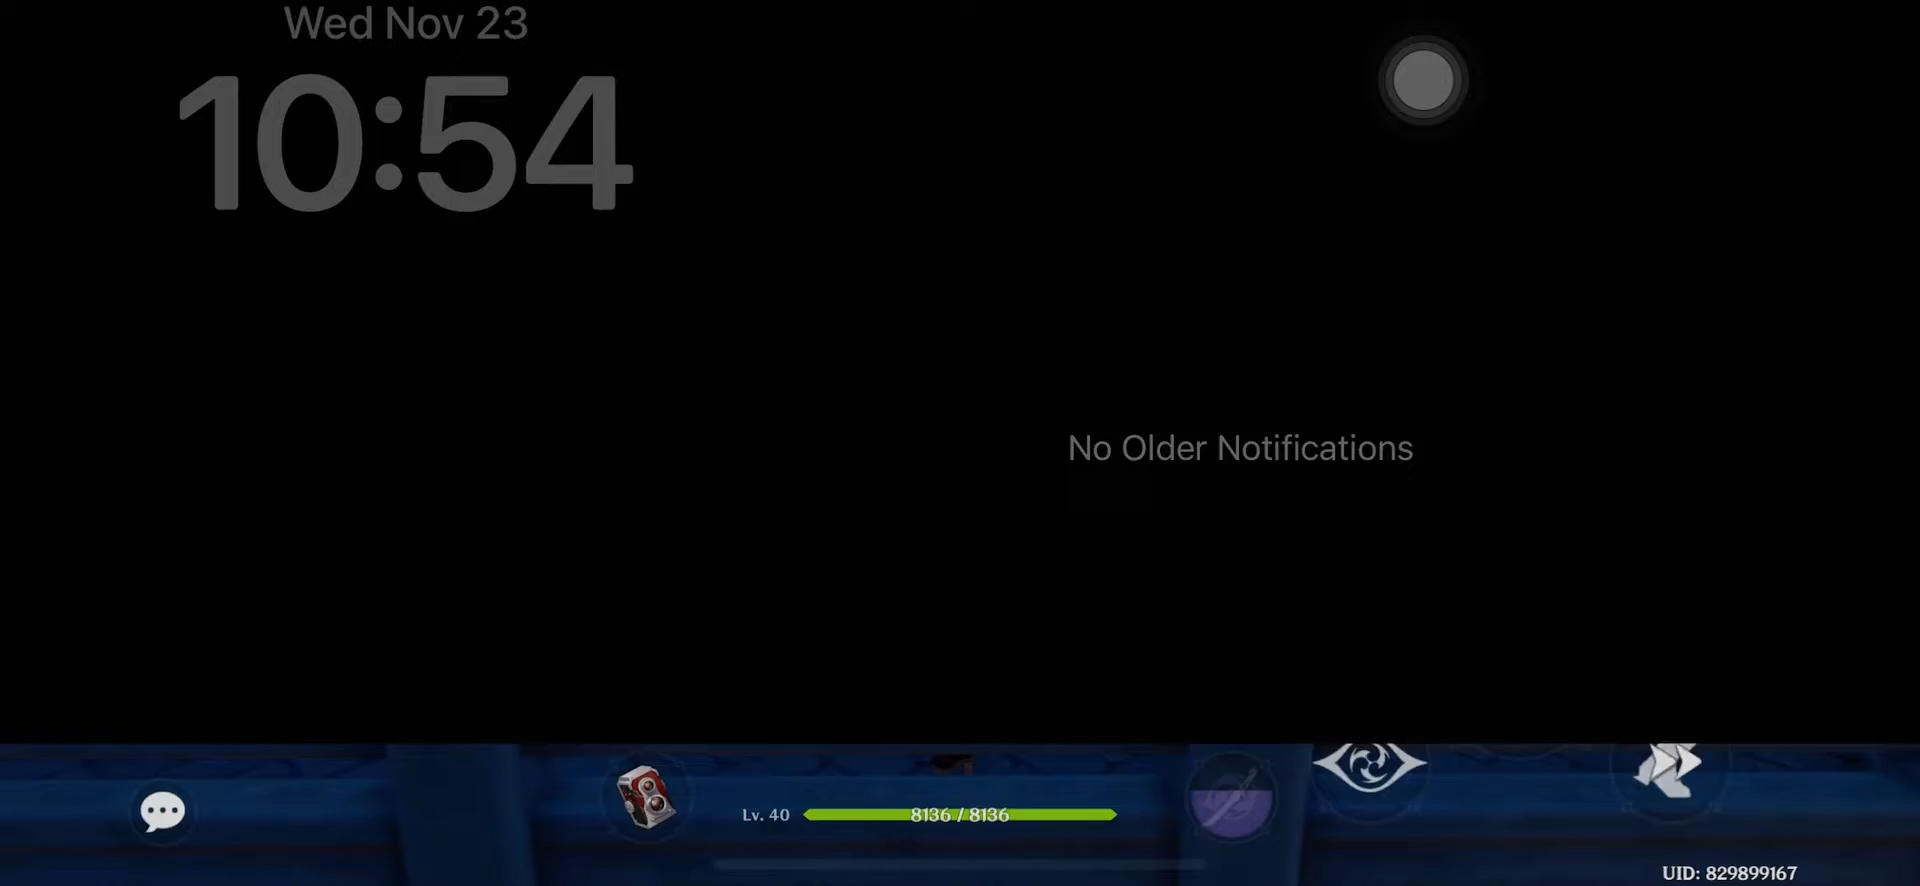 Wed Nov 23
10:54
No Older Notifications
Lv. 40
8136 / 8136
UID: 829899167